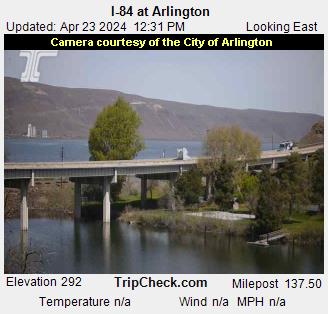 I-84 at Arlington
Updated: Apr 23 2024 12:31 PM Looking East
Camera courtesy of the City of Arlington
Elevation 292 TripCheck.com Milepost 137.50
Temperature n/a Wind n/a MPH n/a